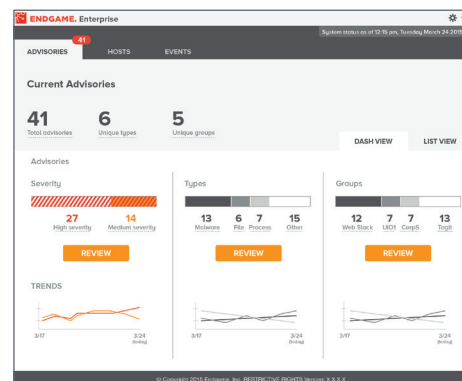 ENDGAME. Enterprise
System status as of 12:15 pm, Tuesday March 24 2015
41
ADVISORIES HOSTS EVENTS
Current Advisories
41 6 5
Total advisories Unique types Unique groups
DASH VIEW LIST VIEW
Advisories
Severity Types Groups
27 14 13 6 7 15 12 7 7 13
High severity Medium severity Malware File Process Other Web Stack UIO1 CorpS TagIt
REVIEW REVIEW REVIEW
TRENDS
3/17 3/24 3/17 3/24 3/17 3/24
(today) (today) (today)
© Copyright 2015 Endgame, Inc. RESTRICTIVE RIGHTS Version X.X.X.X